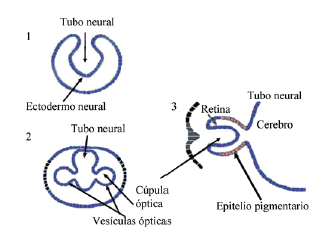 1
Tubo neural
Ectodermo neural
2
Tubo neural
Cúpula
óptica
Vesículas ópticas
3
Retina
Tubo neural
Cerebro
Epitelio pigmentario